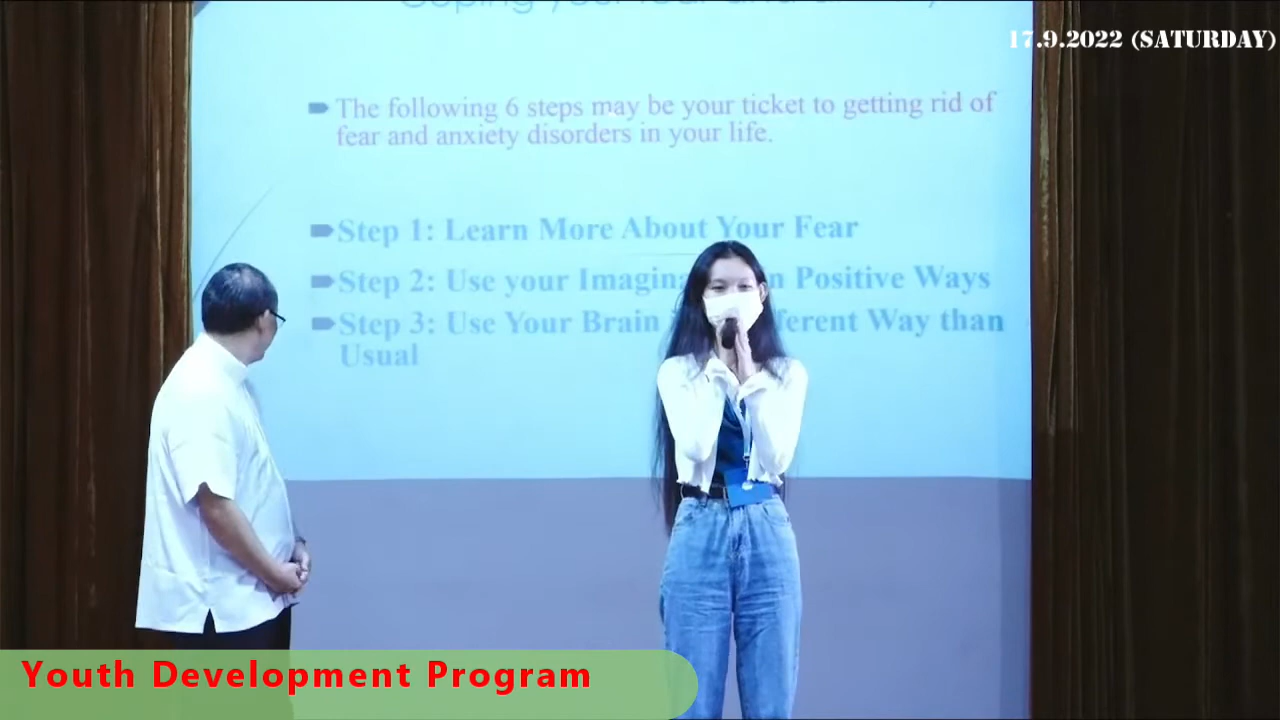 17.9.2022 (SATURDAY)
The following 6 steps may be your ticket to getting rid of
fear and anxiety disorders in your life.
Step 1: Learn More About Your Fear
Step 2: Use your Positive Ways
Step 3: Use Your Brain Way than
Usual
Youth Development Program